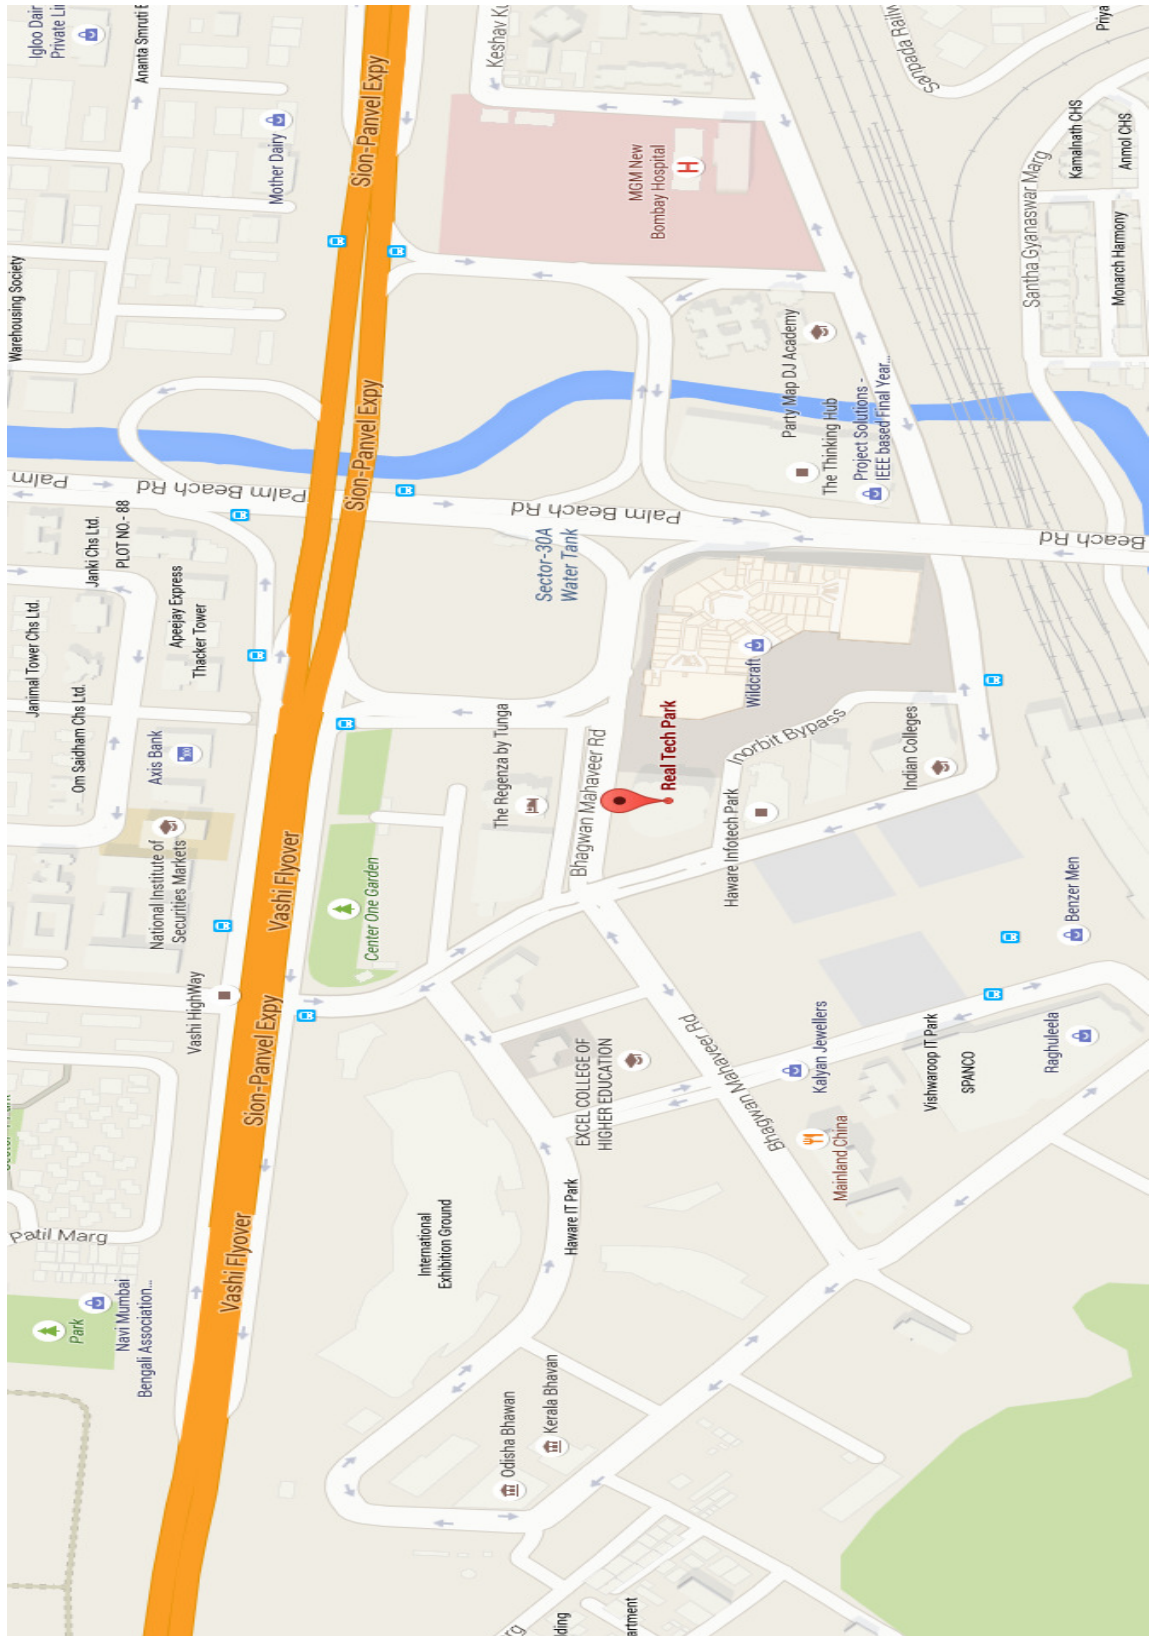 Patil Marg
Park
Navi Mumbai
Bengali Association...
Om Saidham Chs Ltd.
Janimal Tower Chs Ltd.
Janki Chs Ltd.
PLOT NO.- 88
Warehousing Society
Igloo Dair
Private Li
Ananta Smruti B
Palm
Palm Beach Rd
Axis Bank
Apeejay Express
Thacker Tower
National Institute of
Securities Markets
Vashi HighWay
Mother Dairy
Vashi Flyover
Sion-Panvel Expy
Vashi Flyover
Sion-Panvel Expy
Sion-Panvel Expy
Center One Garden
International
Exhibition Ground
Odisha Bhawan
Kerala Bhavan
Haware IT Park
EXCEL COLLEGE OF
HIGHER EDUCATION
The Regenza by Tunga
Bhagwan Mahaveer Rd
Sector-30A
Water Tank
Palm Beach Rd
Keshav Ku
MGM New
Bombay Hospital
Real Tech Park
Bhagwan Mahaveer Rd
Haware Infotech Park
Wildcraft
Inorbit Bypass
Party Map DJ Academy
The Thinking Hub
Project Solutions -
IEEE based Final Year...
Kalyan Jewellers
Mainland China
Indian Colleges
Vishwaroop IT Park
SPANCO
Raghuleela
Benzer Men
Beach Rd
Sanpada Railw
Santha Gyanaswar Marg
Kamalnath CHS
Anmol CHS
Monarch Harmony
Priya
lding
artment
rg